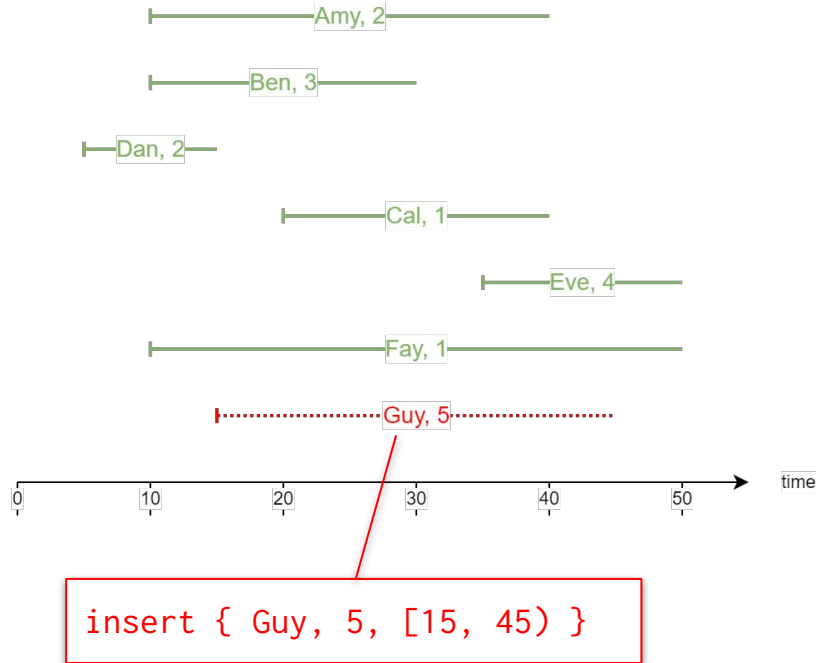 Amy, 2
Ben, 3
Dan, 2
Cal, 1
Eve, 4
Fay, 1
Guy, 5
0 10 20 30 40 50 time
insert { Guy, 5, [15, 45) }